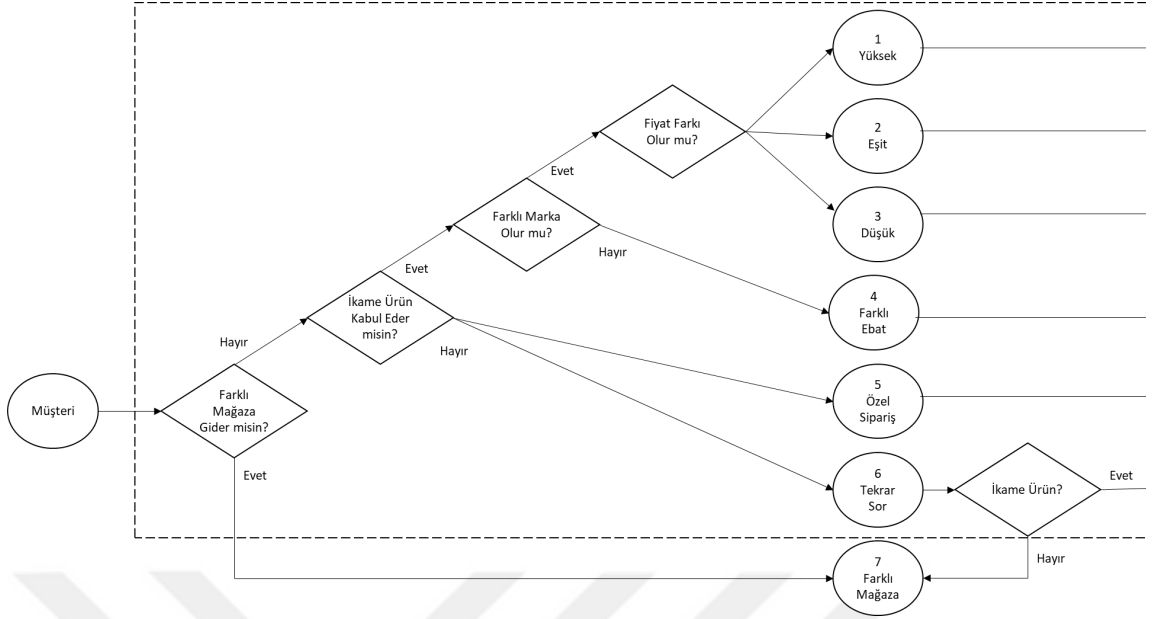 1
Yüksek
Fiyat Farkı
Olur mu?
2
Eşit
Evet
3
Düşük
Farklı Marka
Olur mu?
Hayır
Evet
4
Farklı
Ebat
İkame Ürün
Kabul Eder
misin?
Hayır
Hayır
5
Özel
Sipariş
Müşteri
Farklı
Mağaza
Gider misin?
Evet
6
Tekrar
Sor
İkame Ürün?
Evet
Hayır
7
Farklı
Mağaza